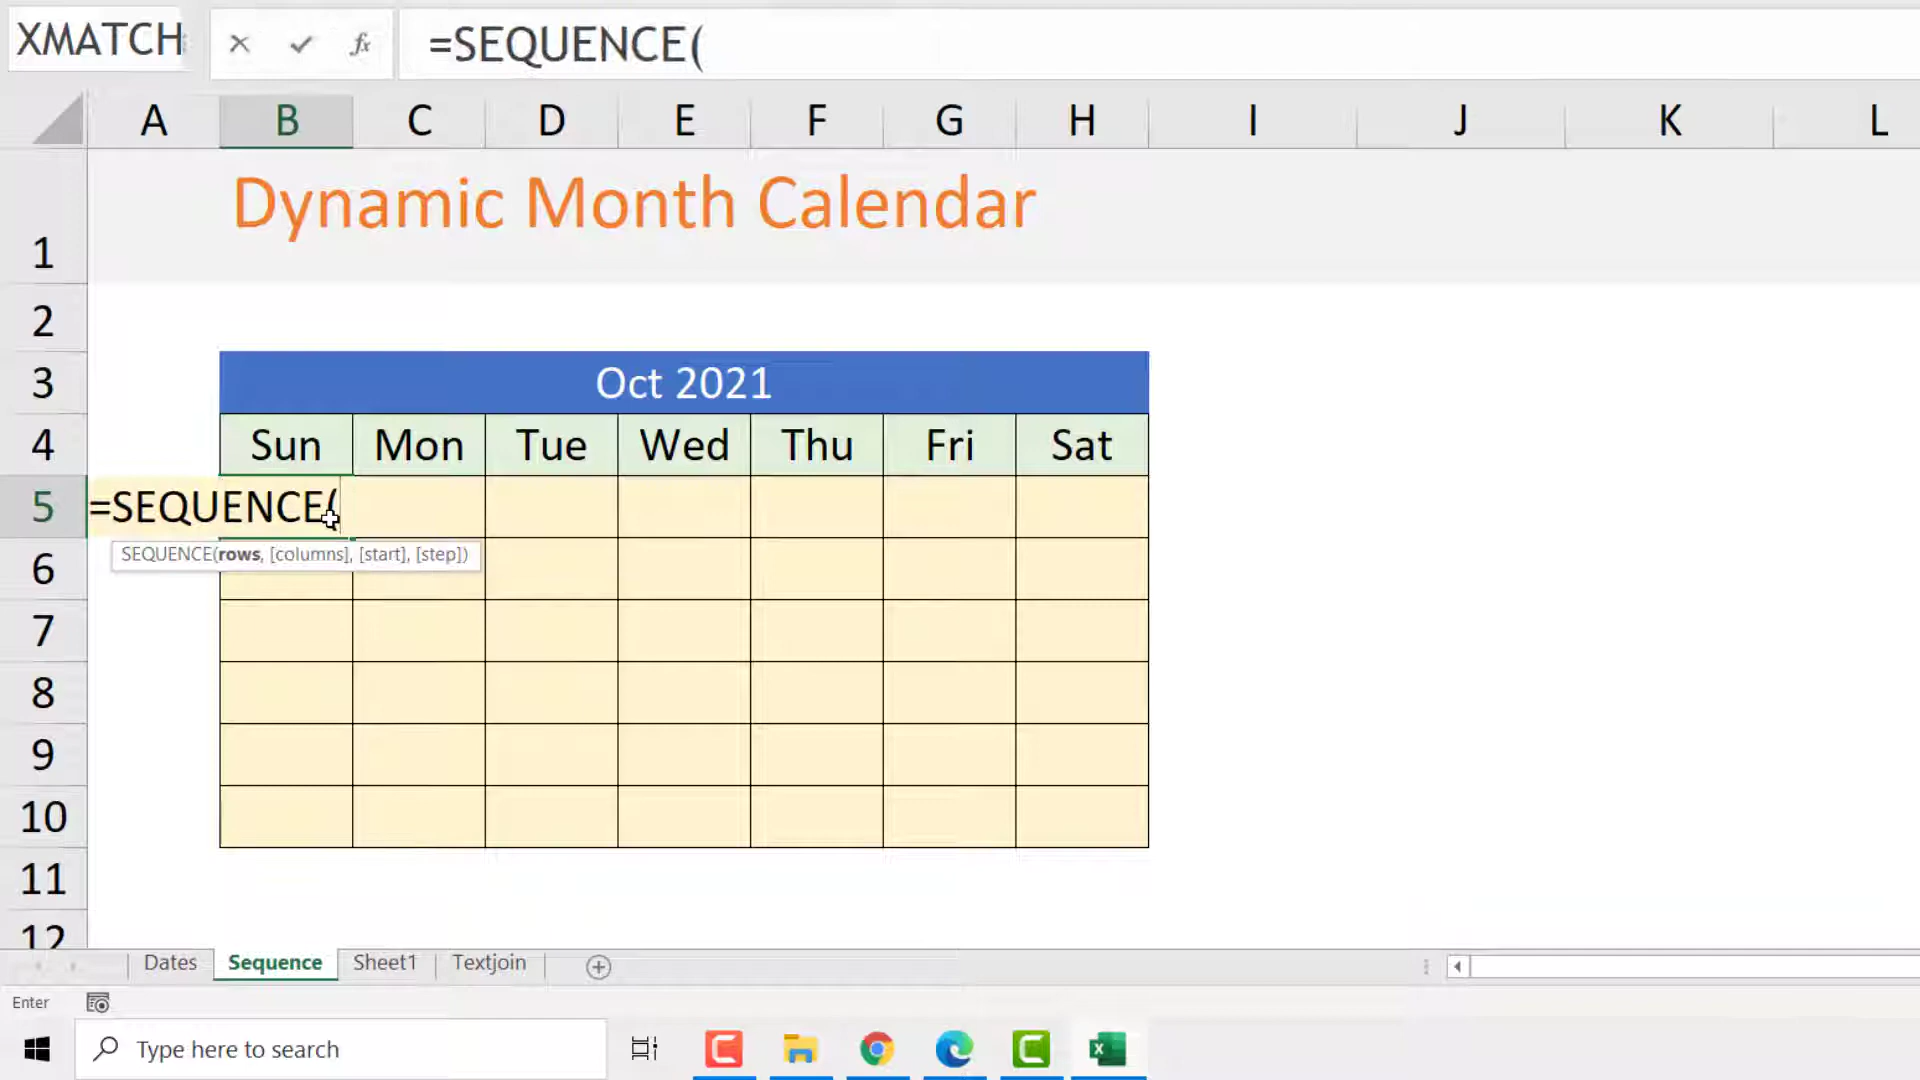 XMATCH
fx
=SEQUENCE(
A B C D E F G H I J K L
1 Dynamic Month Calendar
2
3 Oct 2021
4 Sun Mon Tue Wed Thu Fri Sat
5 =SEQUENCE(
SEQUENCE(rows, [columns], [start], [step])
6
7
8
9
10
11
12
Dates Sequence Sheet1 Textjoin
Enter
Type here to search